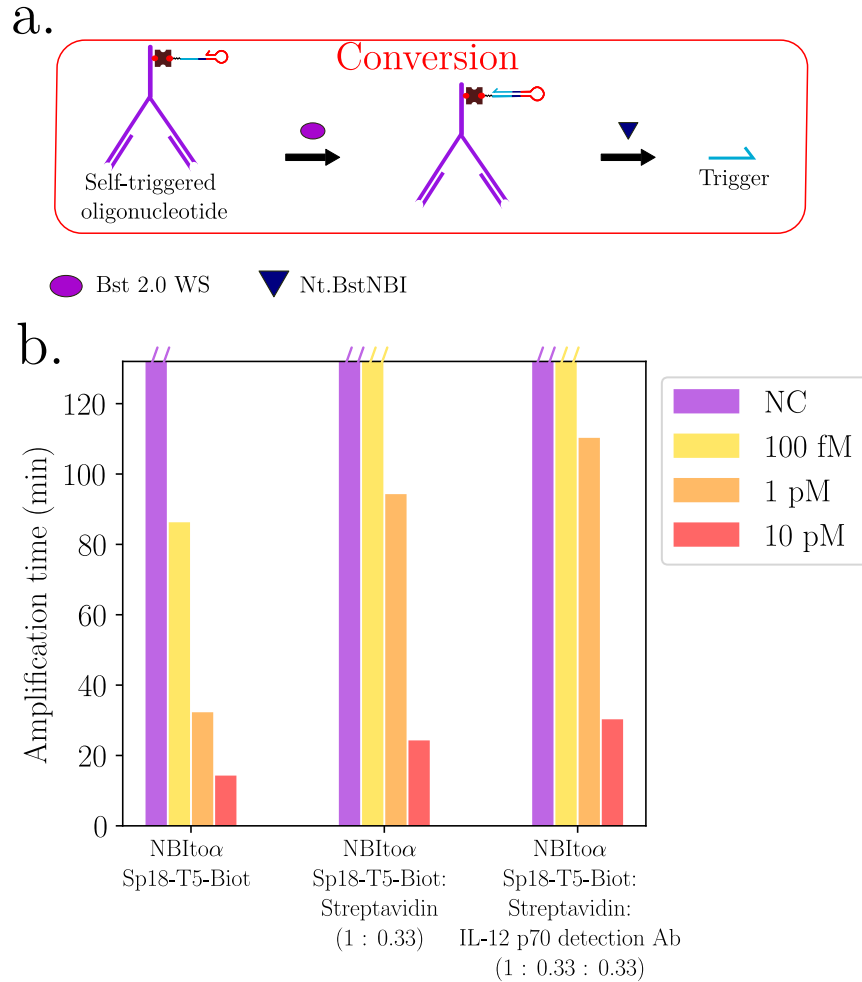 a.
Conversion
Self-triggered
oligonucleotide
Trigger
Bst 2.0 WS
Nt.BstNBI
b.
Amplification time (min)
120
100
80
60
40
20
0
NC
100 fM
1 pM
10 pM
NBItoα
Sp18-T5-Biot
NBItoα
Sp18-T5-Biot:
Streptavidin
(1 : 0.33)
NBItoα
Sp18-T5-Biot:
Streptavidin:
IL-12 p70 detection Ab
(1 : 0.33 : 0.33)